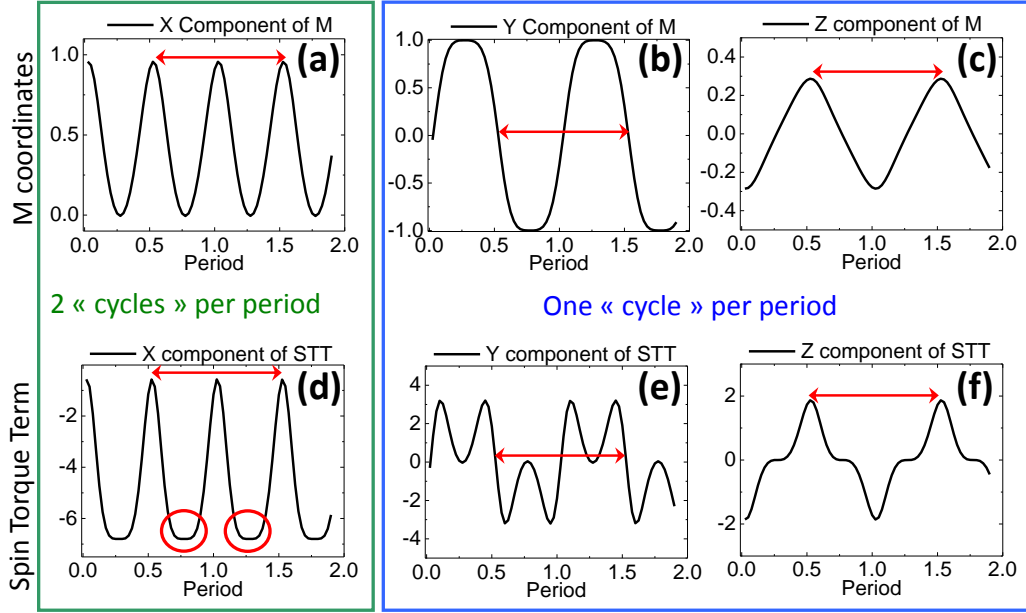 M coordinates
X Component of M
(a)
1.0
0.5
0.0
0.0 0.5 1.0 1.5 2.0
Period
Y Component of M
(b)
1.0
0.5
0.0
-0.5
-1.0
0.0 0.5 1.0 1.5 2.0
Period
Z Component of M
(c)
0.4
0.2
0.0
-0.2
-0.4
0.0 0.5 1.0 1.5 2.0
Period
2 « cycles » per period
One « cycle » per period
Spin Torque Term
X component of STT
(d)
-2
-4
-6
0.0 0.5 1.0 1.5 2.0
Period
Y component of STT
(e)
4
2
0
-2
-4
0.0 0.5 1.0 1.5 2.0
Period
Z component of STT
(f)
2
0
-2
0.0 0.5 1.0 1.5 2.0
Period